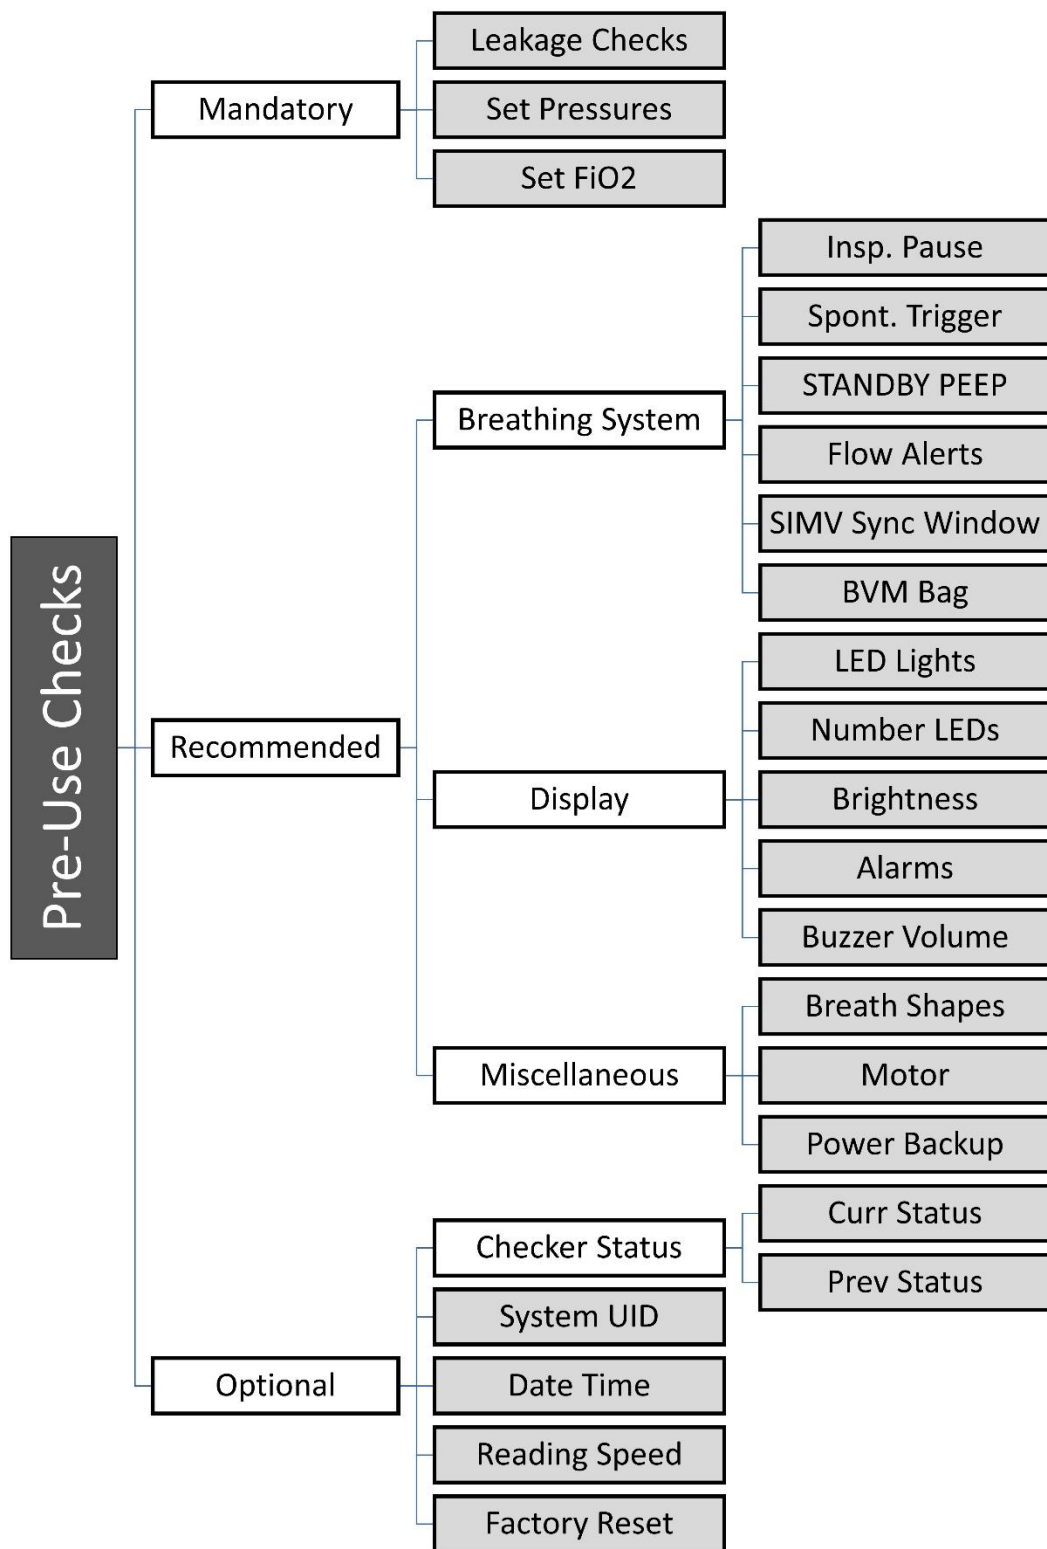 Pre-Use Checks
Mandatory
Leakage Checks
Set Pressures
Set FiO2
Recommended
Breathing System
Insp. Pause
Spont. Trigger
STANDBY PEEP
Flow Alerts
SIMV Sync Window
BVM Bag
Display
LED Lights
Number LEDs
Brightness
Alarms
Buzzer Volume
Miscellaneous
Breath Shapes
Motor
Power Backup
Optional
Checker Status
Curr Status
Prev Status
System UID
Date Time
Reading Speed
Factory Reset